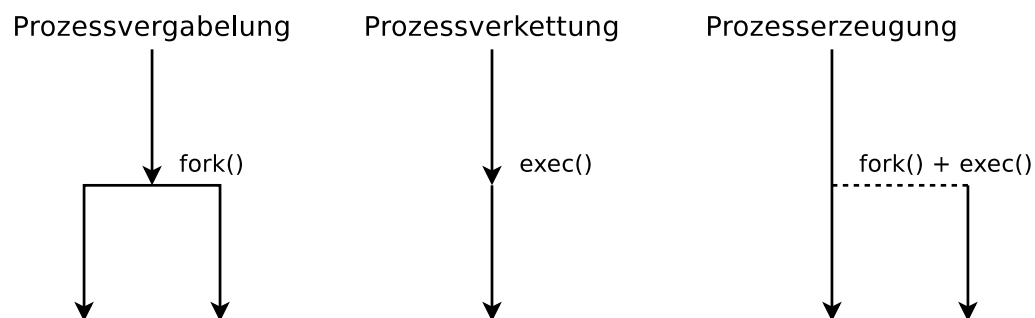 Prozessvergabelung
Prozessverkettung
Prozesserzeugung
fork()
exec()
fork() + exec()